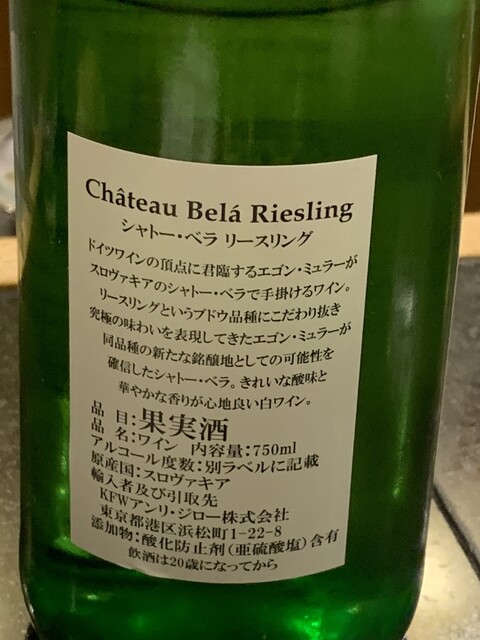 Château Belá Riesling
シャトー・ベラ リースリング
ドイツワインの頂点に君臨するエゴン・ミュラーが
スロヴァキアのシャトー・ベラで手掛けるワイン。
リースリングというブドウ品種にこだわり抜き
究極の味わいを表現してきたエゴン・ミュラーが
同品種の新たな銘醸地としての可能性を
確信したシャトー・ベラ。きれいな酸味と
華やかな香りが心地良い白ワイン。
品 目:果実酒
品 名:ワイン 内容量:750ml
アルコール度数:別ラベルに記載
原産国:スロヴァキア
輸入者及び引取先
KFWアンリ・ジロー株式会社
東京都港区浜松町1-22-8
添加物:酸化防止剤(亜硫酸塩)含有
飲酒は20歳になってから